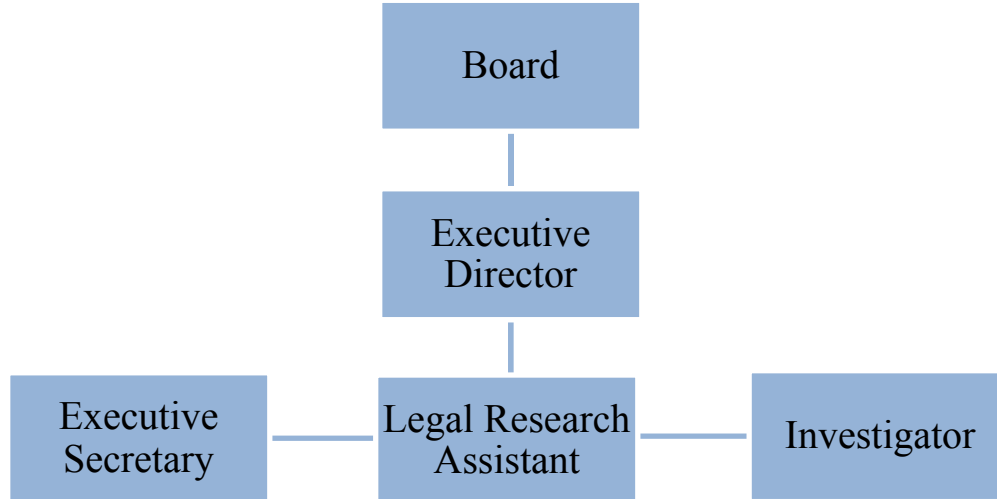 Board
Executive
Director
Executive
Secretary
Legal Research
Assistant
Investigator